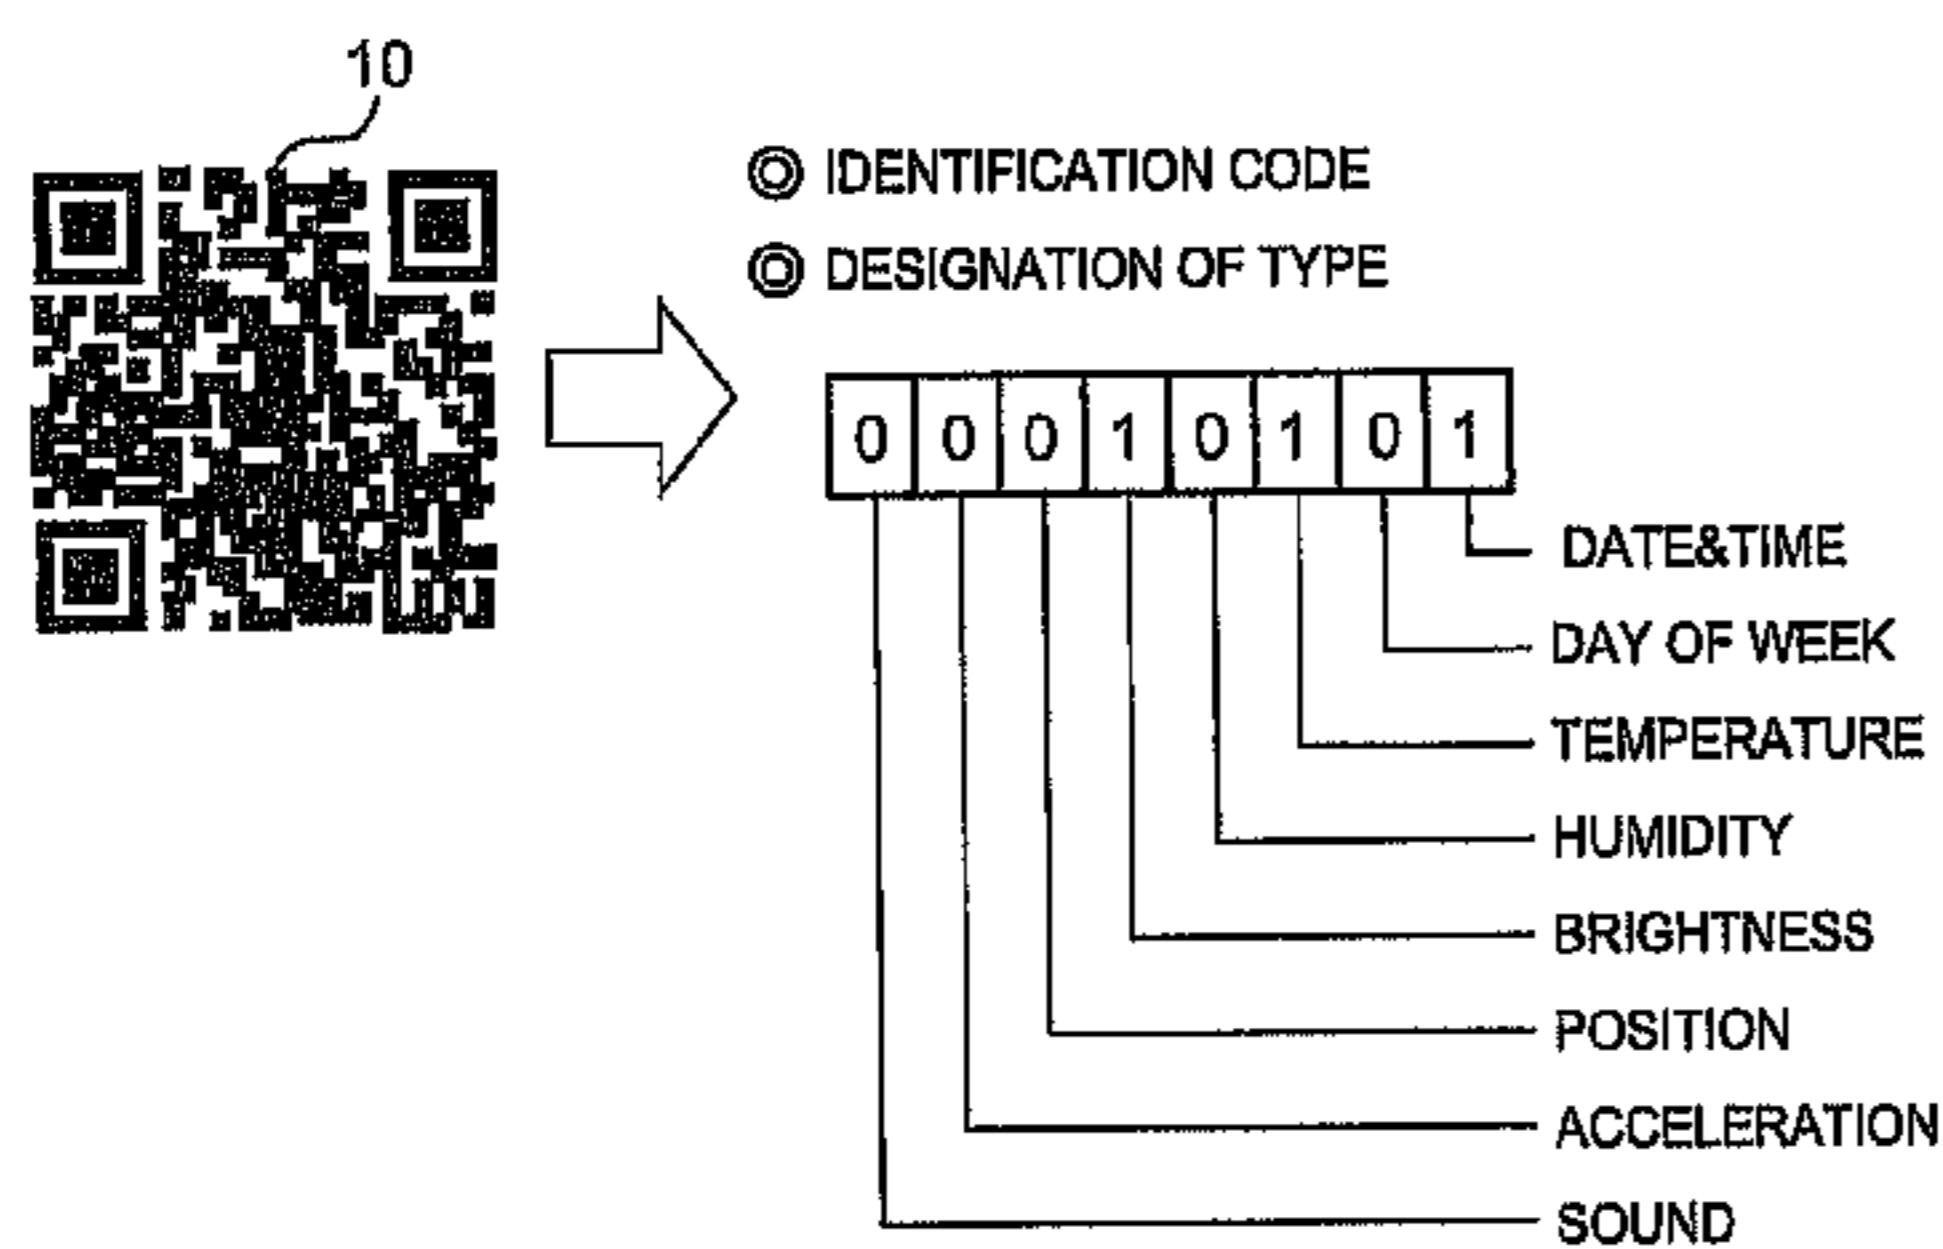 10
IDENTIFICATION CODE
DESIGNATION OF TYPE
0 0 0 1 0 1 0 1
DATE&TIME
DAY OF WEEK
TEMPERATURE
HUMIDITY
BRIGHTNESS
POSITION
ACCELERATION
SOUND